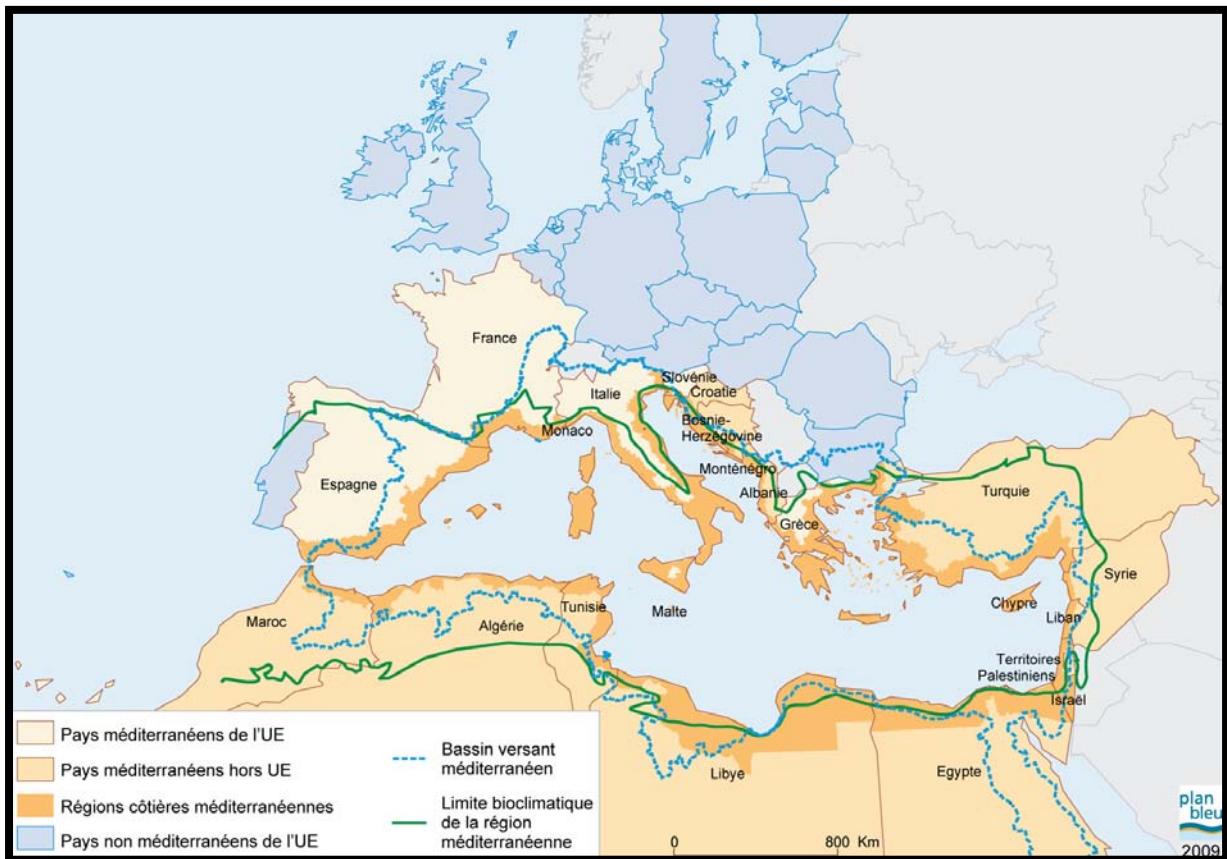 France
Slovénie
Croatie
Italie
Bosnie-
Herzégovine
Monaco
Monténégro
Espagne
Albanie
Turquie
Grèce
Syrie
Chypre
Tunisie
Malte
Liban
Maroc
Algérie
Territoires
Palestiniens
Israël
Libye
Egypte
Pays méditerranéens de l'UE
Pays méditerranéens hors UE
Régions côtières méditerranéennes
Pays non méditerranéens de l'UE
Bassin versant
méditerranéen
Limite bioclimatique
de la région
méditerranéenne
0 800 Km
plan
bleu
2009